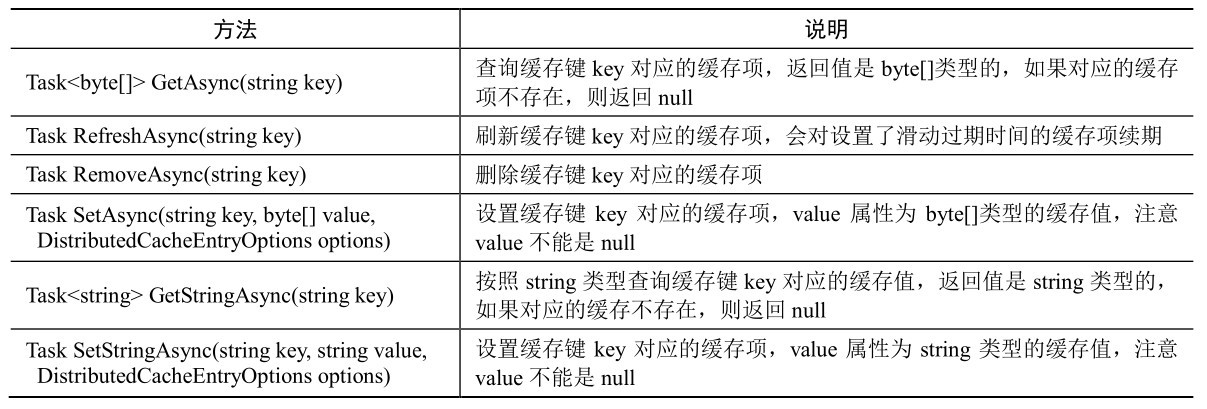 方法
说明
Task<byte[]> GetAsync(string key)
查询缓存键 key 对应的缓存项，返回值是 byte[]类型的，如果对应的缓存
项不存在，则返回 null
Task RefreshAsync(string key)
刷新缓存键 key 对应的缓存项，会对设置了滑动过期时间的缓存项续期
Task RemoveAsync(string key)
删除缓存键 key 对应的缓存项
Task SetAsync(string key, byte[] value,
DistributedCacheEntryOptions options)
设置缓存键 key 对应的缓存项，value 属性为 byte[]类型的缓存值，注意
value 不能是 null
Task<string> GetStringAsync(string key)
按照 string 类型查询缓存键 key 对应的缓存值，返回值是 string 类型的，
如果对应的缓存不存在，则返回 null
Task SetStringAsync(string key, string value,
DistributedCacheEntryOptions options)
设置缓存键 key 对应的缓存项，value 属性为 string 类型的缓存值，注意
value 不能是 null